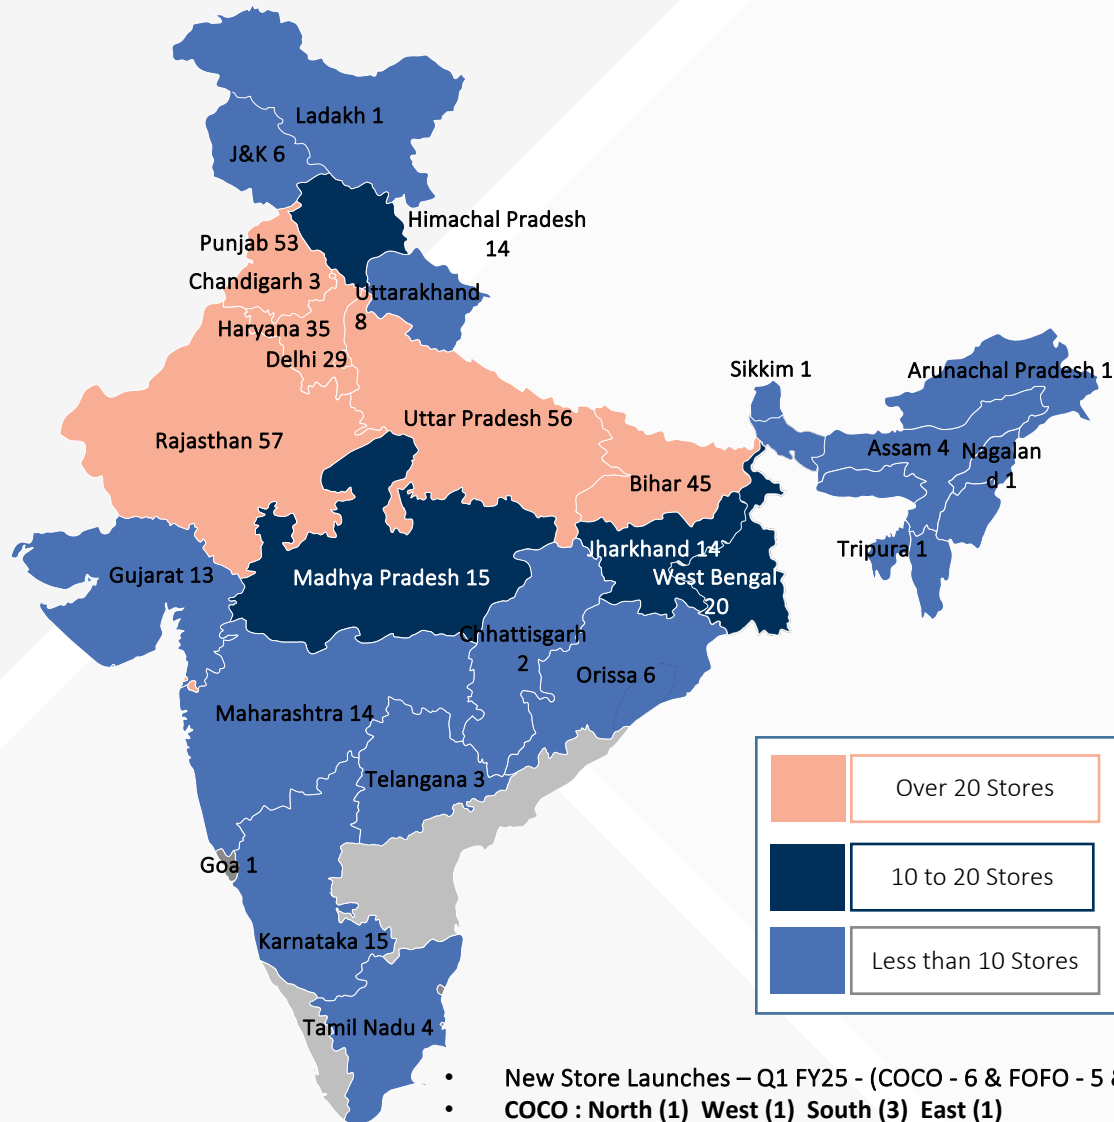 Ladakh 1
J&K 6
Himachal Pradesh
14
Punjab 53
Chandigarh 3
Uttarakhand
8
Haryana 35
Delhi 29
Sikkim 1
Arunachal Pradesh 1
Uttar Pradesh 56
Rajasthan 57
Assam 4
Nagalan
d 1
Bihar 45
Jharkhand 14
Tripura 1
Gujarat 13
Madhya Pradesh 15
West Bengal
20
Chhattisgarh
2
Orissa 6
Maharashtra 14
Telangana 3
Over 20 Stores
Goa 1
10 to 20 Stores
Karnataka 15
Less than 10 Stores
Tamil Nadu 4
• New Store Launches – Q1 FY25 - (COCO - 6 & FOFO - 5 &
• COCO : North (1) West (1) South (3) East (1)